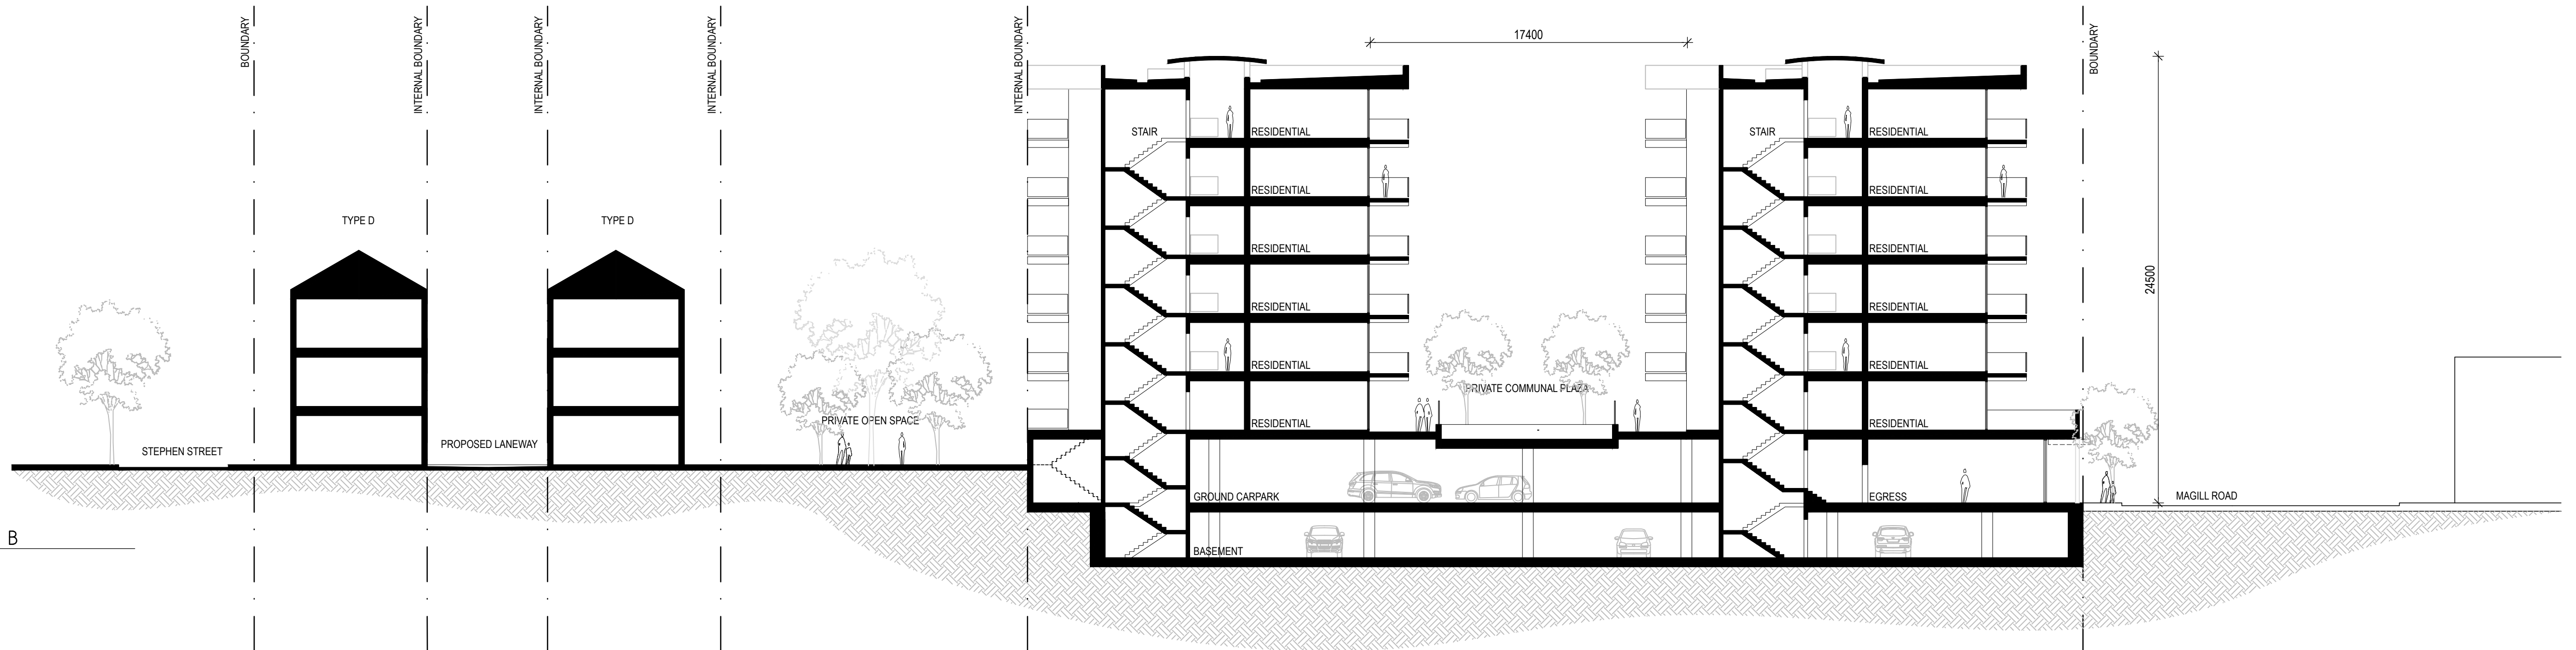 BOUNDARY
INTERNAL BOUNDARY
INTERNAL BOUNDARY
INTERNAL BOUNDARY
INTERNAL BOUNDARY
17400
BOUNDARY
STAIR
RESIDENTIAL
STAIR
RESIDENTIAL
RESIDENTIAL
RESIDENTIAL
TYPE D
TYPE D
RESIDENTIAL
RESIDENTIAL
24500
RESIDENTIAL
RESIDENTIAL
RESIDENTIAL
RESIDENTIAL
PRIVATE COMMUNAL PLAZA
PRIVATE OPEN SPACE
RESIDENTIAL
RESIDENTIAL
PROPOSED LANEWAY
STEPHEN STREET
GROUND CARPARK
EGRESS
MAGILL ROAD
B
BASEMENT